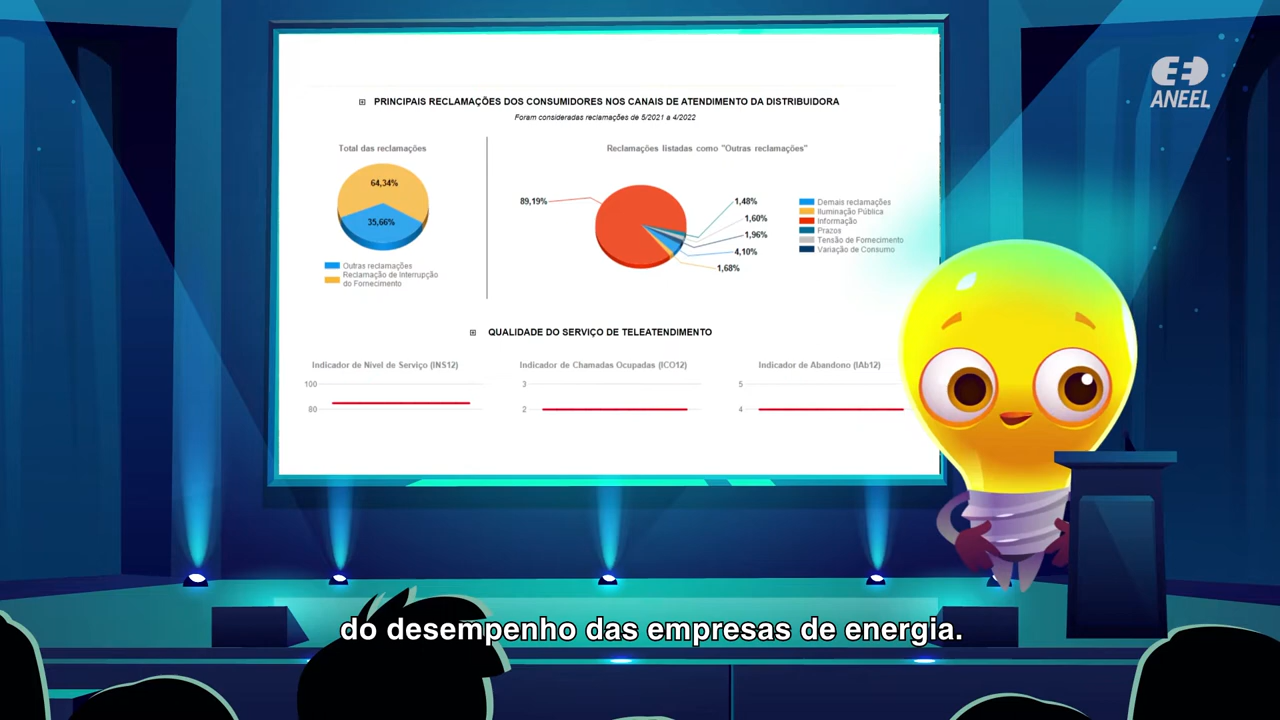 ANEEL
PRINCIPAIS RECLAMAÇÕES DOS CONSUMIDORES NOS CANAIS DE ATENDIMENTO DA DISTRIBUIDORA
Foram consideradas reclamações de 5/2021 a 4/2022
Total das reclamações
64,34%
35,66%
Outras reclamações
Reclamação de Interrupção
do Fornecimento
Reclamações listadas como "Outras reclamações"
89,19%
1,48%
1,60%
1,96%
4,10%
1,68%
Demais reclamações
Iluminação Pública
Informação
Prazos
Tensão de Fornecimento
Variação de Consumo
QUALIDADE DO SERVIÇO DE TELEATENDIMENTO
Indicador de Nível de Serviço (INS12)
100
80
Indicador de Chamadas Ocupadas (ICO12)
3
2
Indicador de Abandono (IAb12)
5
4
do desempenho das empresas de energia.